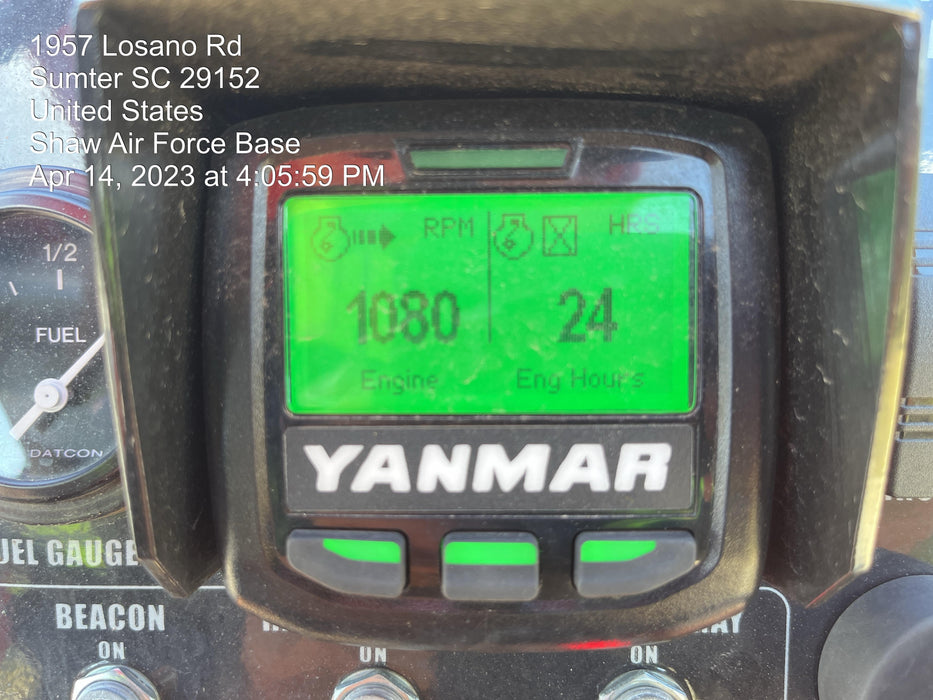 1957 Losano Rd
Sumter SC 29152
United States
Shaw Air Force Base
Apr 14, 2023 at 4:05:59 PM
RPM HRS
1080 24
Engine Eng Hours
YANMAR
1/2
FUEL
DATCON
UEL GAUGE
BEACON
ON
ON
ON